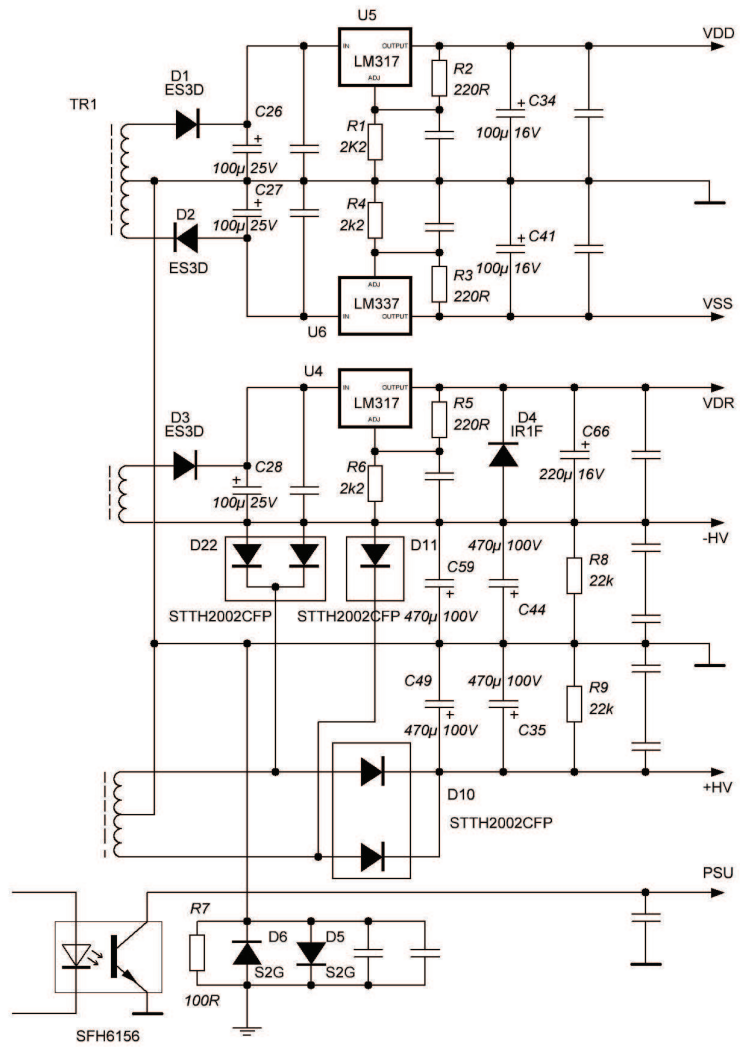 U5
VDD
IN
OUTPUT
LM317
ADJ
D1
ES3D
R2
220R
TR1
C26
+ C34
R1
2K2
+
100µ 25V
100µ 16V
C27
+
R4
2k2
D2
100µ 25V
+ C41
ES3D
100µ 16V
R3
220R
ADJ
LM337
IN
OUTPUT
VSS
U6
U4
IN
OUTPUT
LM317
ADJ
VDR
D3
ES3D
R5
220R
D4
IR1F
C66
+
C28
+
R6
2k2
220µ 16V
100µ 25V
-HV
D22
D11
470µ 100V
C59
R8
22k
+
+
C44
STTH2002CFP
STTH2002CFP
470µ 100V
C49
470µ 100V
R9
22k
+
+
C35
470µ 100V
+HV
D10
STTH2002CFP
PSU
R7
D6
D5
S2G
S2G
100R
SFH6156